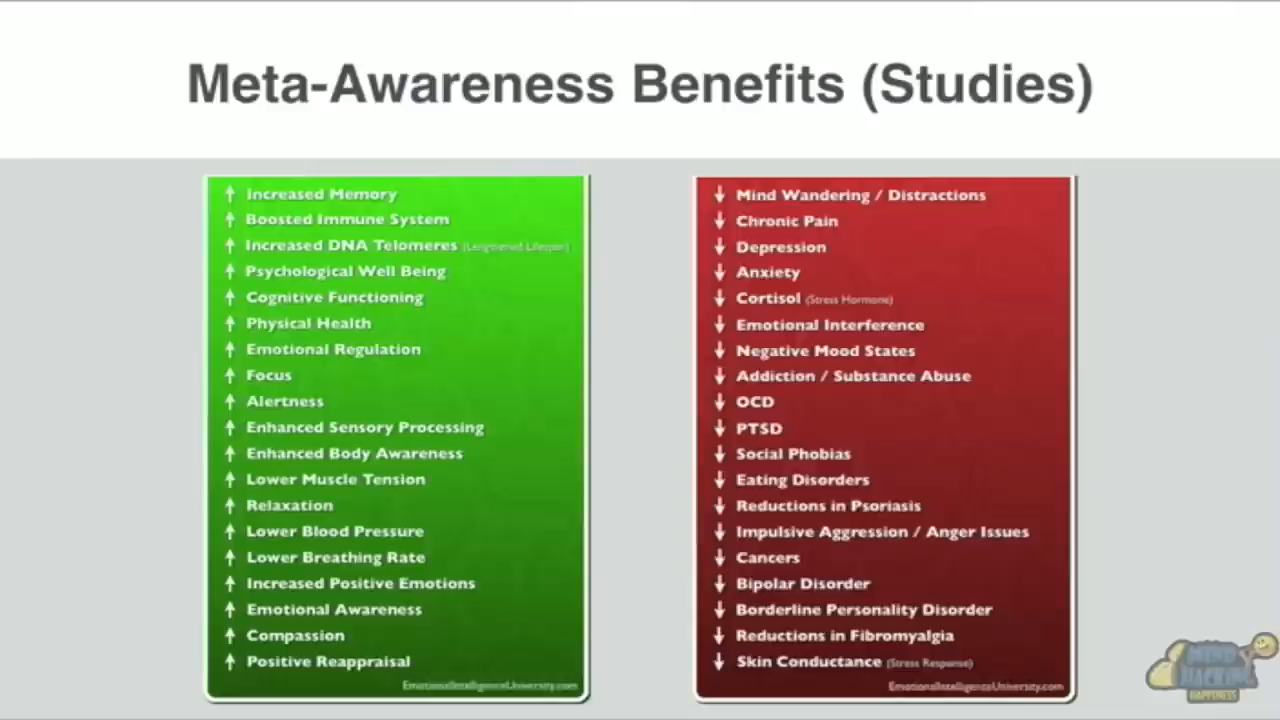 Meta-Awareness Benefits (Studies)
Increased Memory
Boosted Immune System
Increased DNA Telomeres (Lengthened Lifespan)
Psychological Well Being
Cognitive Functioning
Physical Health
Emotional Regulation
Focus
Alertness
Enhanced Sensory Processing
Enhanced Body Awareness
Lower Muscle Tension
Relaxation
Lower Blood Pressure
Lower Breathing Rate
Increased Positive Emotions
Emotional Awareness
Compassion
Positive Reappraisal
EmotionalIntelligenceUniversity.com
Mind Wandering / Distractions
Chronic Pain
Depression
Anxiety
Cortisol (Stress Hormone)
Emotional Interference
Negative Mood States
Addiction / Substance Abuse
OCD
PTSD
Social Phobias
Eating Disorders
Reductions in Psoriasis
Impulsive Aggression / Anger Issues
Cancers
Bipolar Disorder
Borderline Personality Disorder
Reductions in Fibromyalgia
Skin Conductance (Stress Response)
EmotionalIntelligenceUniversity.com
MIND
HACKING
HAPPINESS